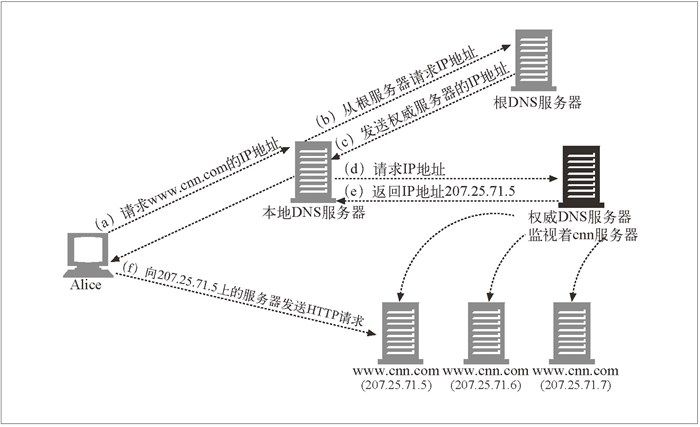 （b）从根服务器请求IP地址
（c）发送权威服务器的IP地址
根DNS服务器
（a）请求www.cnn.com的IP地址
（d）请求IP地址
（e）返回IP地址207.25.71.5
本地DNS服务器
权威DNS服务器
监视着cnn服务器
Alice
（f）向207.25.71.5上的服务器发送HTTP请求
www.cnn.com
(207.25.71.5)
www.cnn.com
(207.25.71.6)
www.cnn.com
(207.25.71.7)